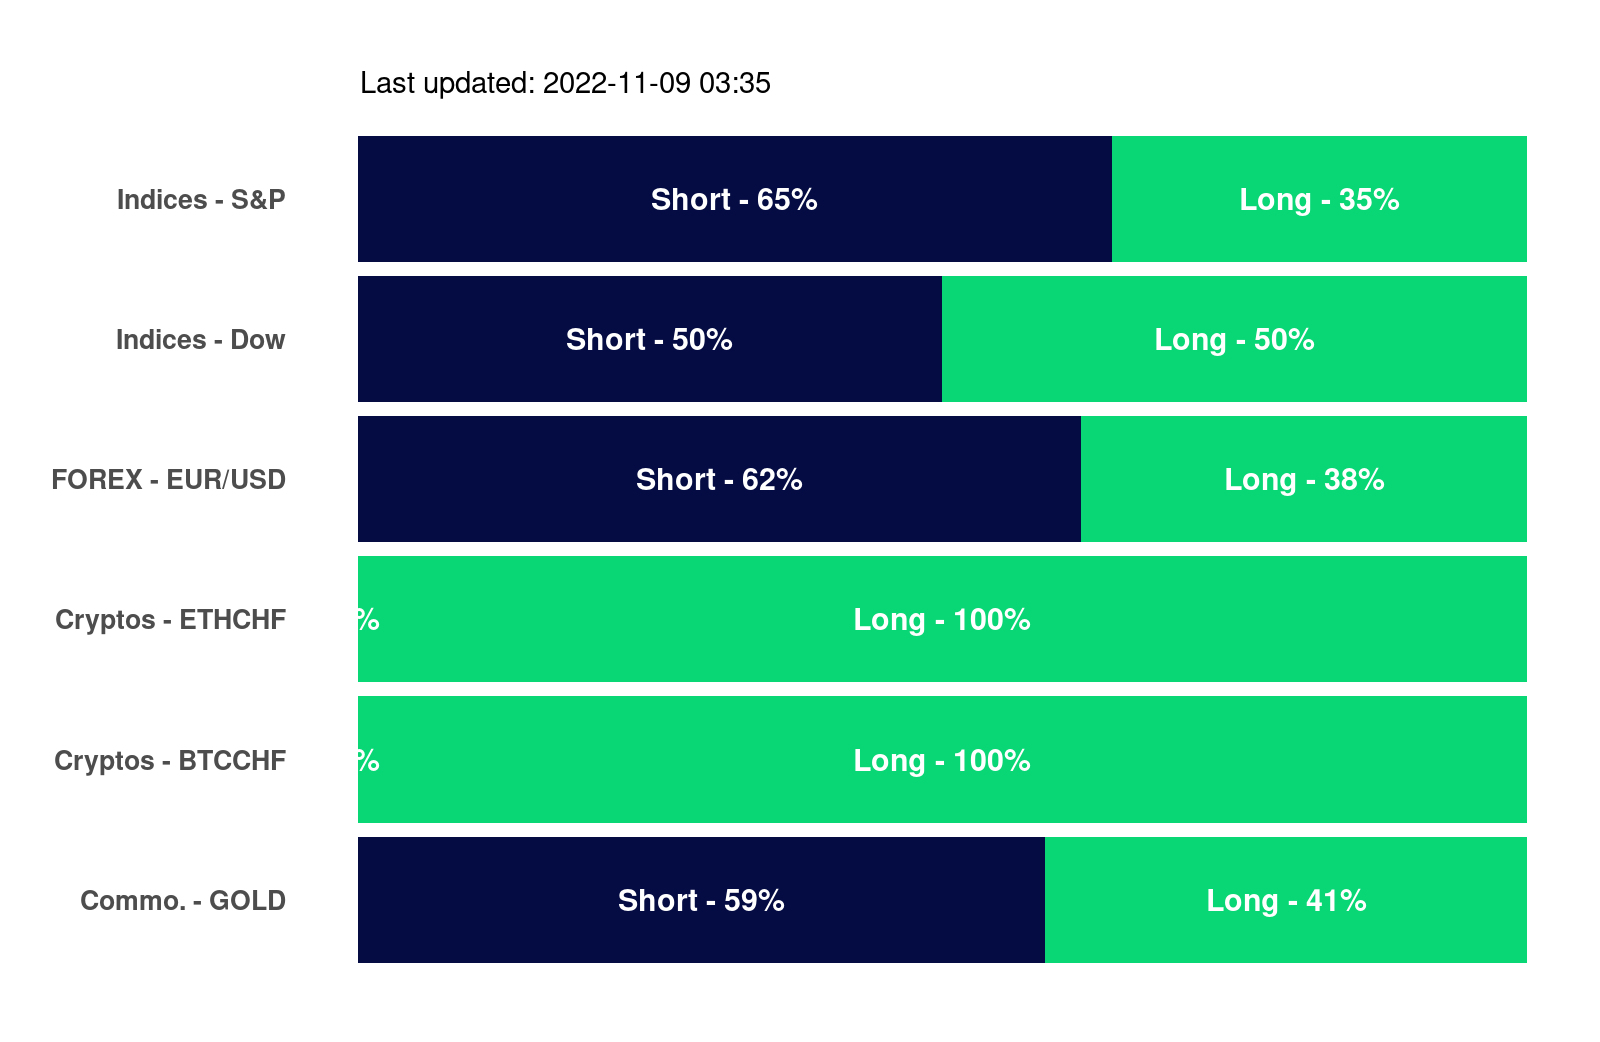 Last updated: 2022-11-09 03:35
Indices - S&P Short - 65% Long - 35%
Indices - Dow Short - 50% Long - 50%
FOREX - EUR/USD Short - 62% Long - 38%
Cryptos - ETHCHF % Long - 100%
Cryptos - BTCCHF % Long - 100%
Commo. - GOLD Short - 59% Long - 41%